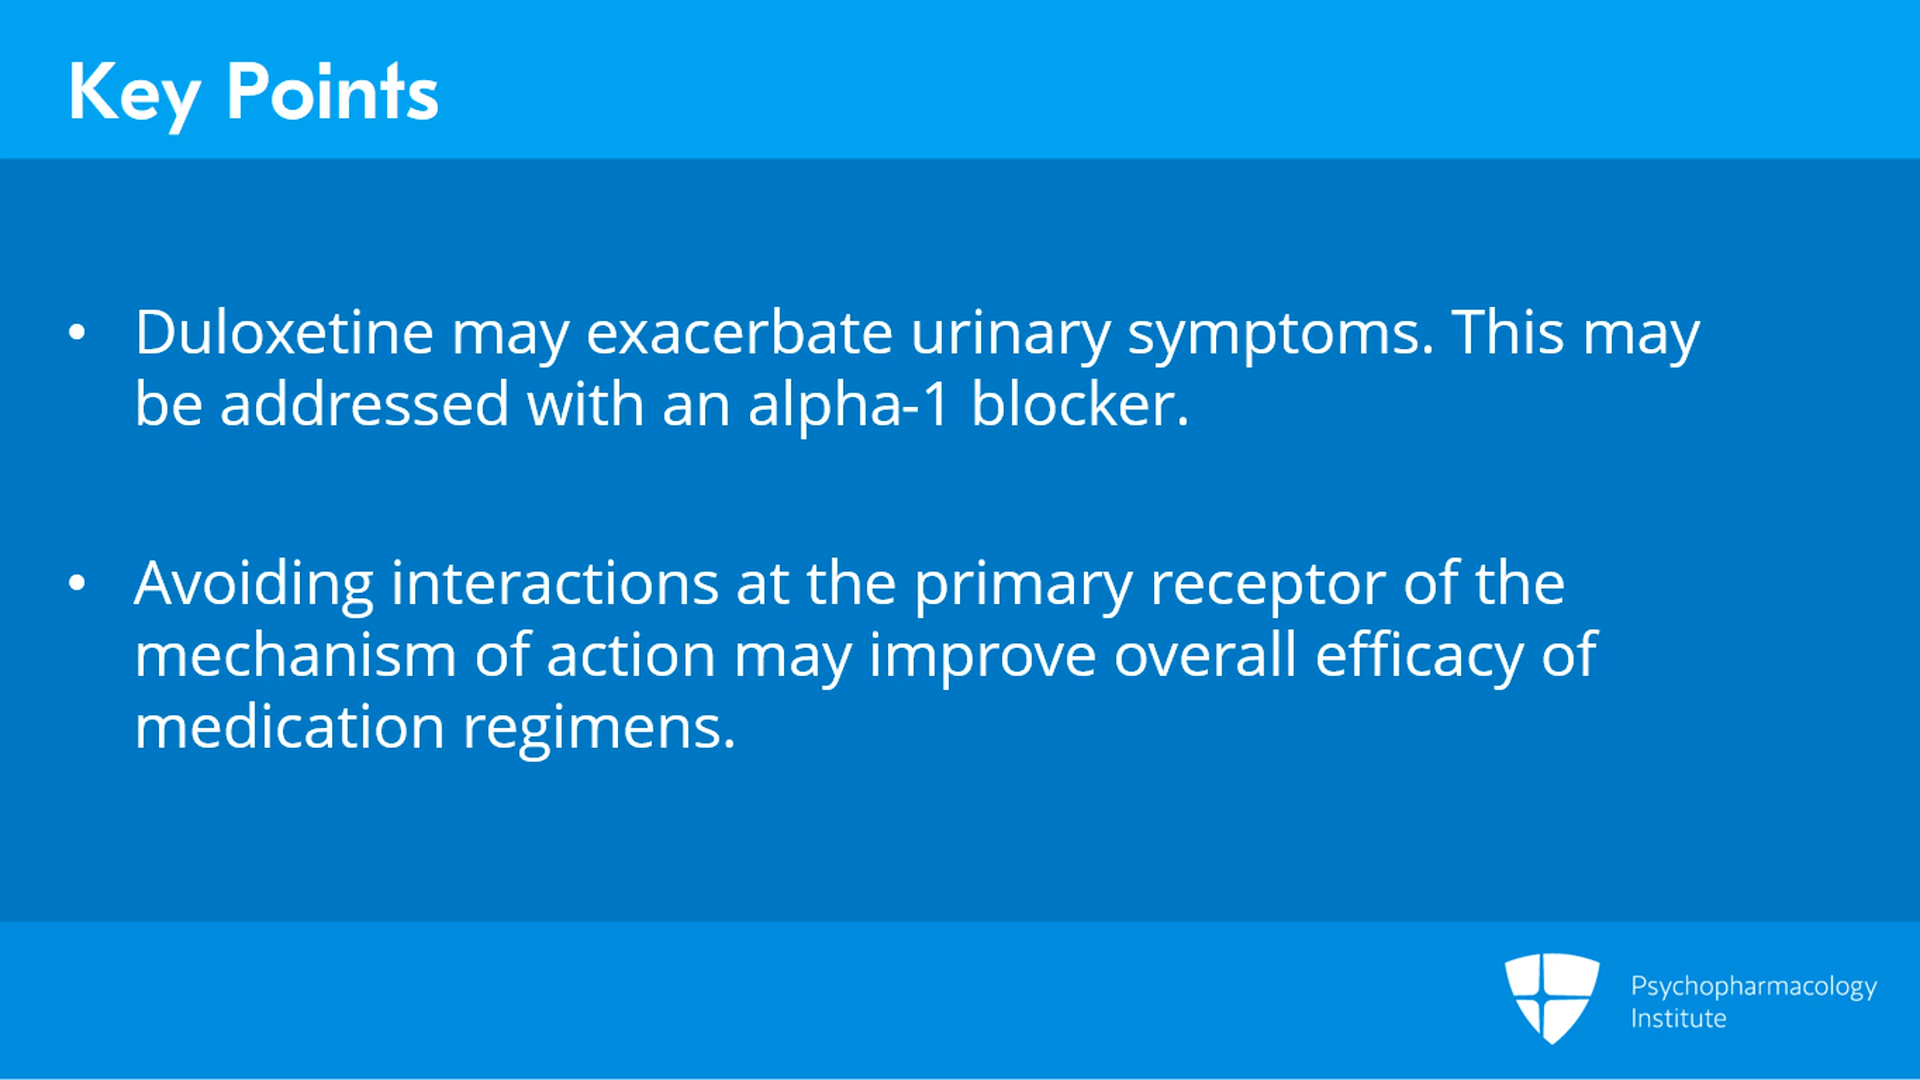 Key Points
• Duloxetine may exacerbate urinary symptoms. This may
be addressed with an alpha-1 blocker.
• Avoiding interactions at the primary receptor of the
mechanism of action may improve overall efficacy of
medication regimens.
Psychopharmacology
Institute